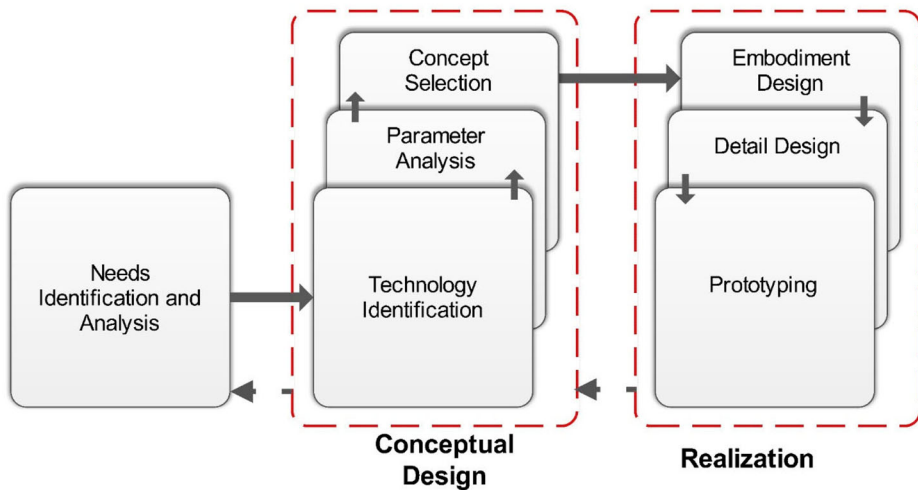 Needs
Identification and
Analysis
Concept
Selection
Parameter
Analysis
Technology
Identification
Conceptual
Design
Embodiment
Design
Detail Design
Prototyping
Realization